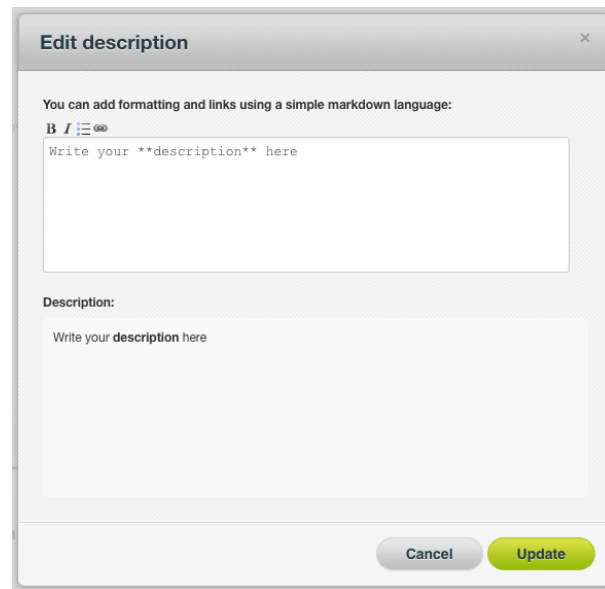 Edit description
×
You can add formatting and links using a simple markdown language:
B I
Write your **description** here
Description:
Write your description here
Cancel Update